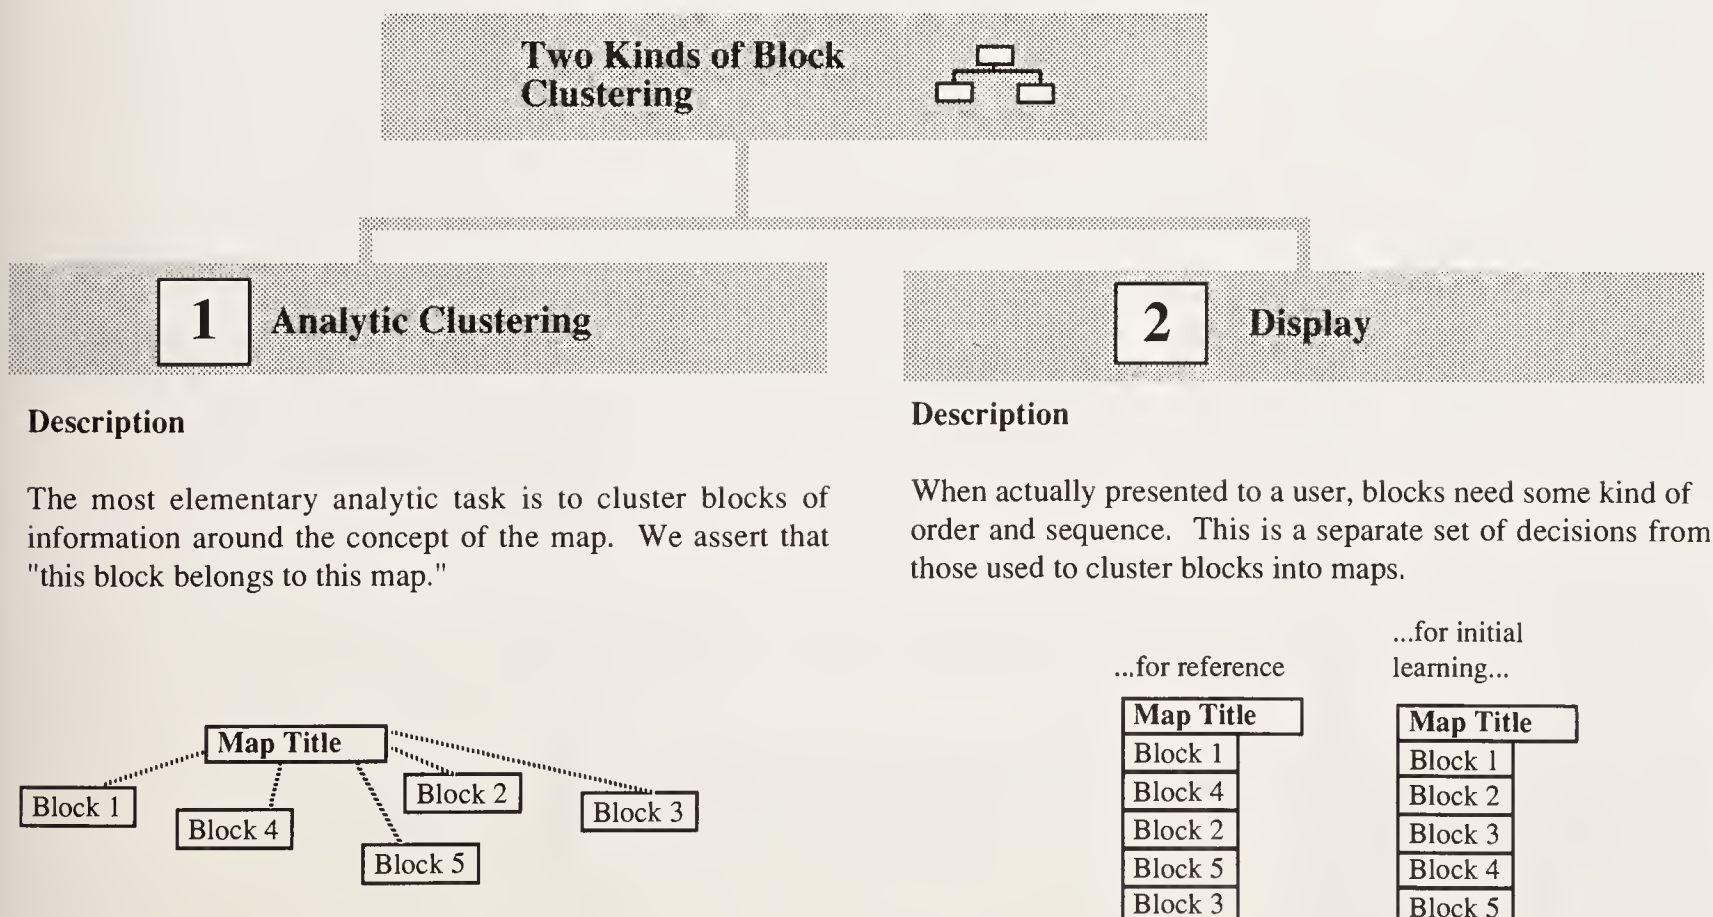 Two Kinds of Block
Clustering
1 Analytic Clustering
Description
The most elementary analytic task is to cluster blocks of
information around the concept of the map. We assert that
"this block belongs to this map."
Map Title
Block 1
Block 4
Block 5
Block 2
Block 3
2 Display
Description
When actually presented to a user, blocks need some kind of
order and sequence. This is a separate set of decisions from
those used to cluster blocks into maps.
...for reference
Map Title
Block 1
Block 4
Block 2
Block 5
Block 3
...for initial
learning...
Map Title
Block 1
Block 2
Block 3
Block 4
Block 5